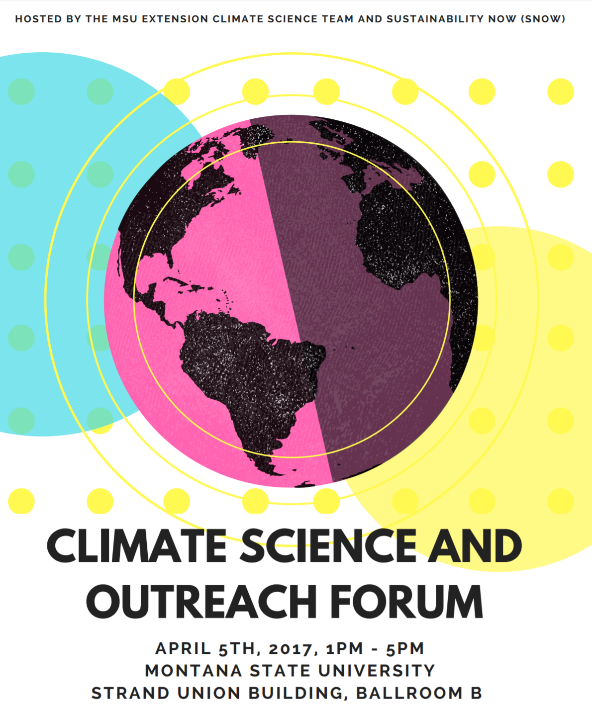 HOSTED BY THE MSU EXTENSION CLIMATE SCIENCE TEAM AND SUSTAINABILITY NOW (SNOW)
CLIMATE SCIENCE AND
OUTREACH FORUM
APRIL 5TH, 2017, 1PM - 5PM
MONTANA STATE UNIVERSITY
STRAND UNION BUILDING, BALLROOM B